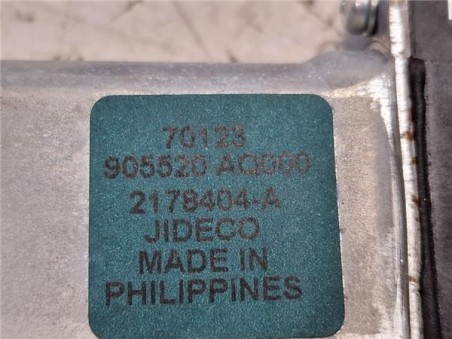 70123
905520 AQ000
2178404-A
JIDECO
MADE IN
PHILIPPINES